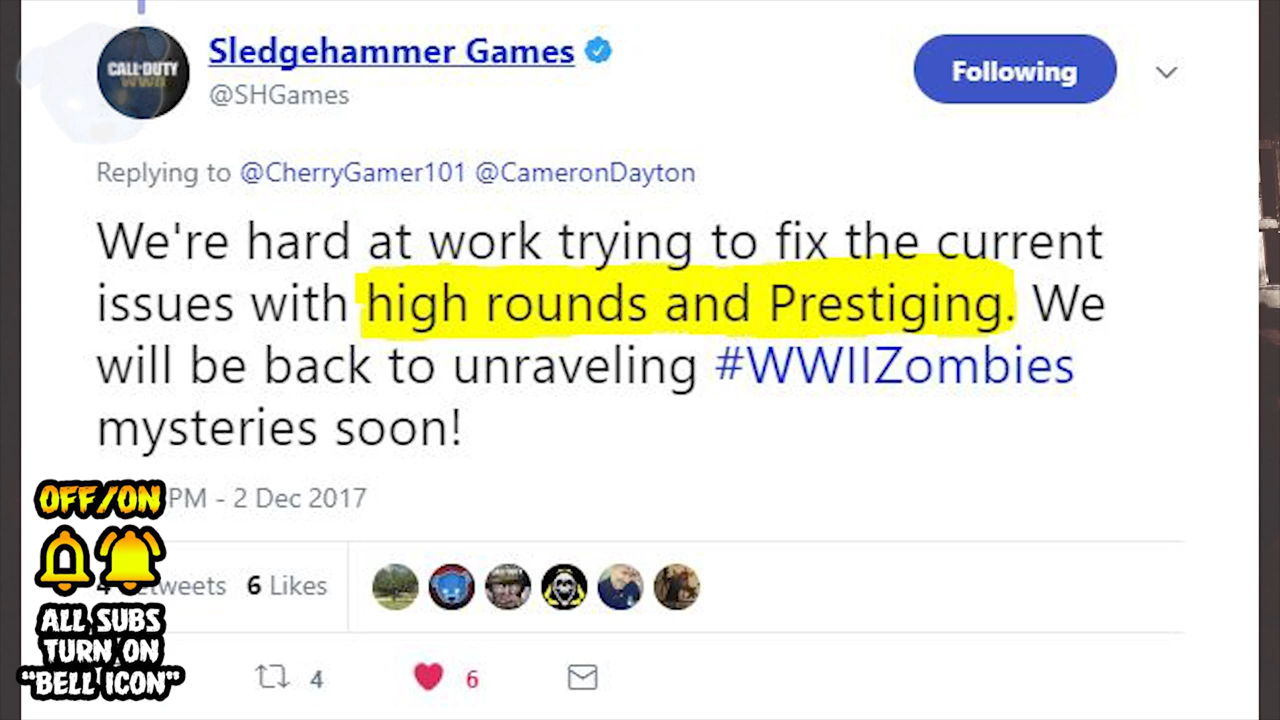 CALL DUTY
WWII
Sledgehammer Games
@SHGames
Following
Replying to @CherryGamer101 @CameronDayton
We're hard at work trying to fix the current
issues with high rounds and Prestiging. We
will be back to unraveling #WWIIZombies
mysteries soon!
PM - 2 Dec 2017
OFF/ON
tweets 6 Likes
ALL SUBS
TURN ON
"BELL ICON"
4
6